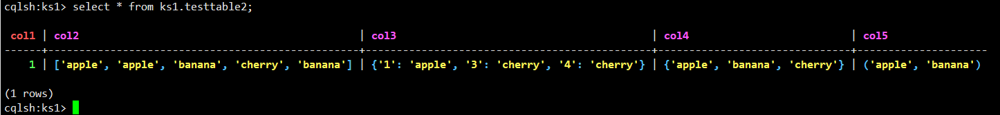 cqlsh:ks1> select * from ks1.testtable2;
col1 | col2 | col3 | col4 | col5
------+-------------------------------------------------+---------------------------------------------+------------------------------+---------------------
1 | ['apple', 'apple', 'banana', 'cherry', 'banana'] | {'1': 'apple', '3': 'cherry', '4': 'cherry'} | {'apple', 'banana', 'cherry'} | ('apple', 'banana')
(1 rows)
cqlsh:ks1>